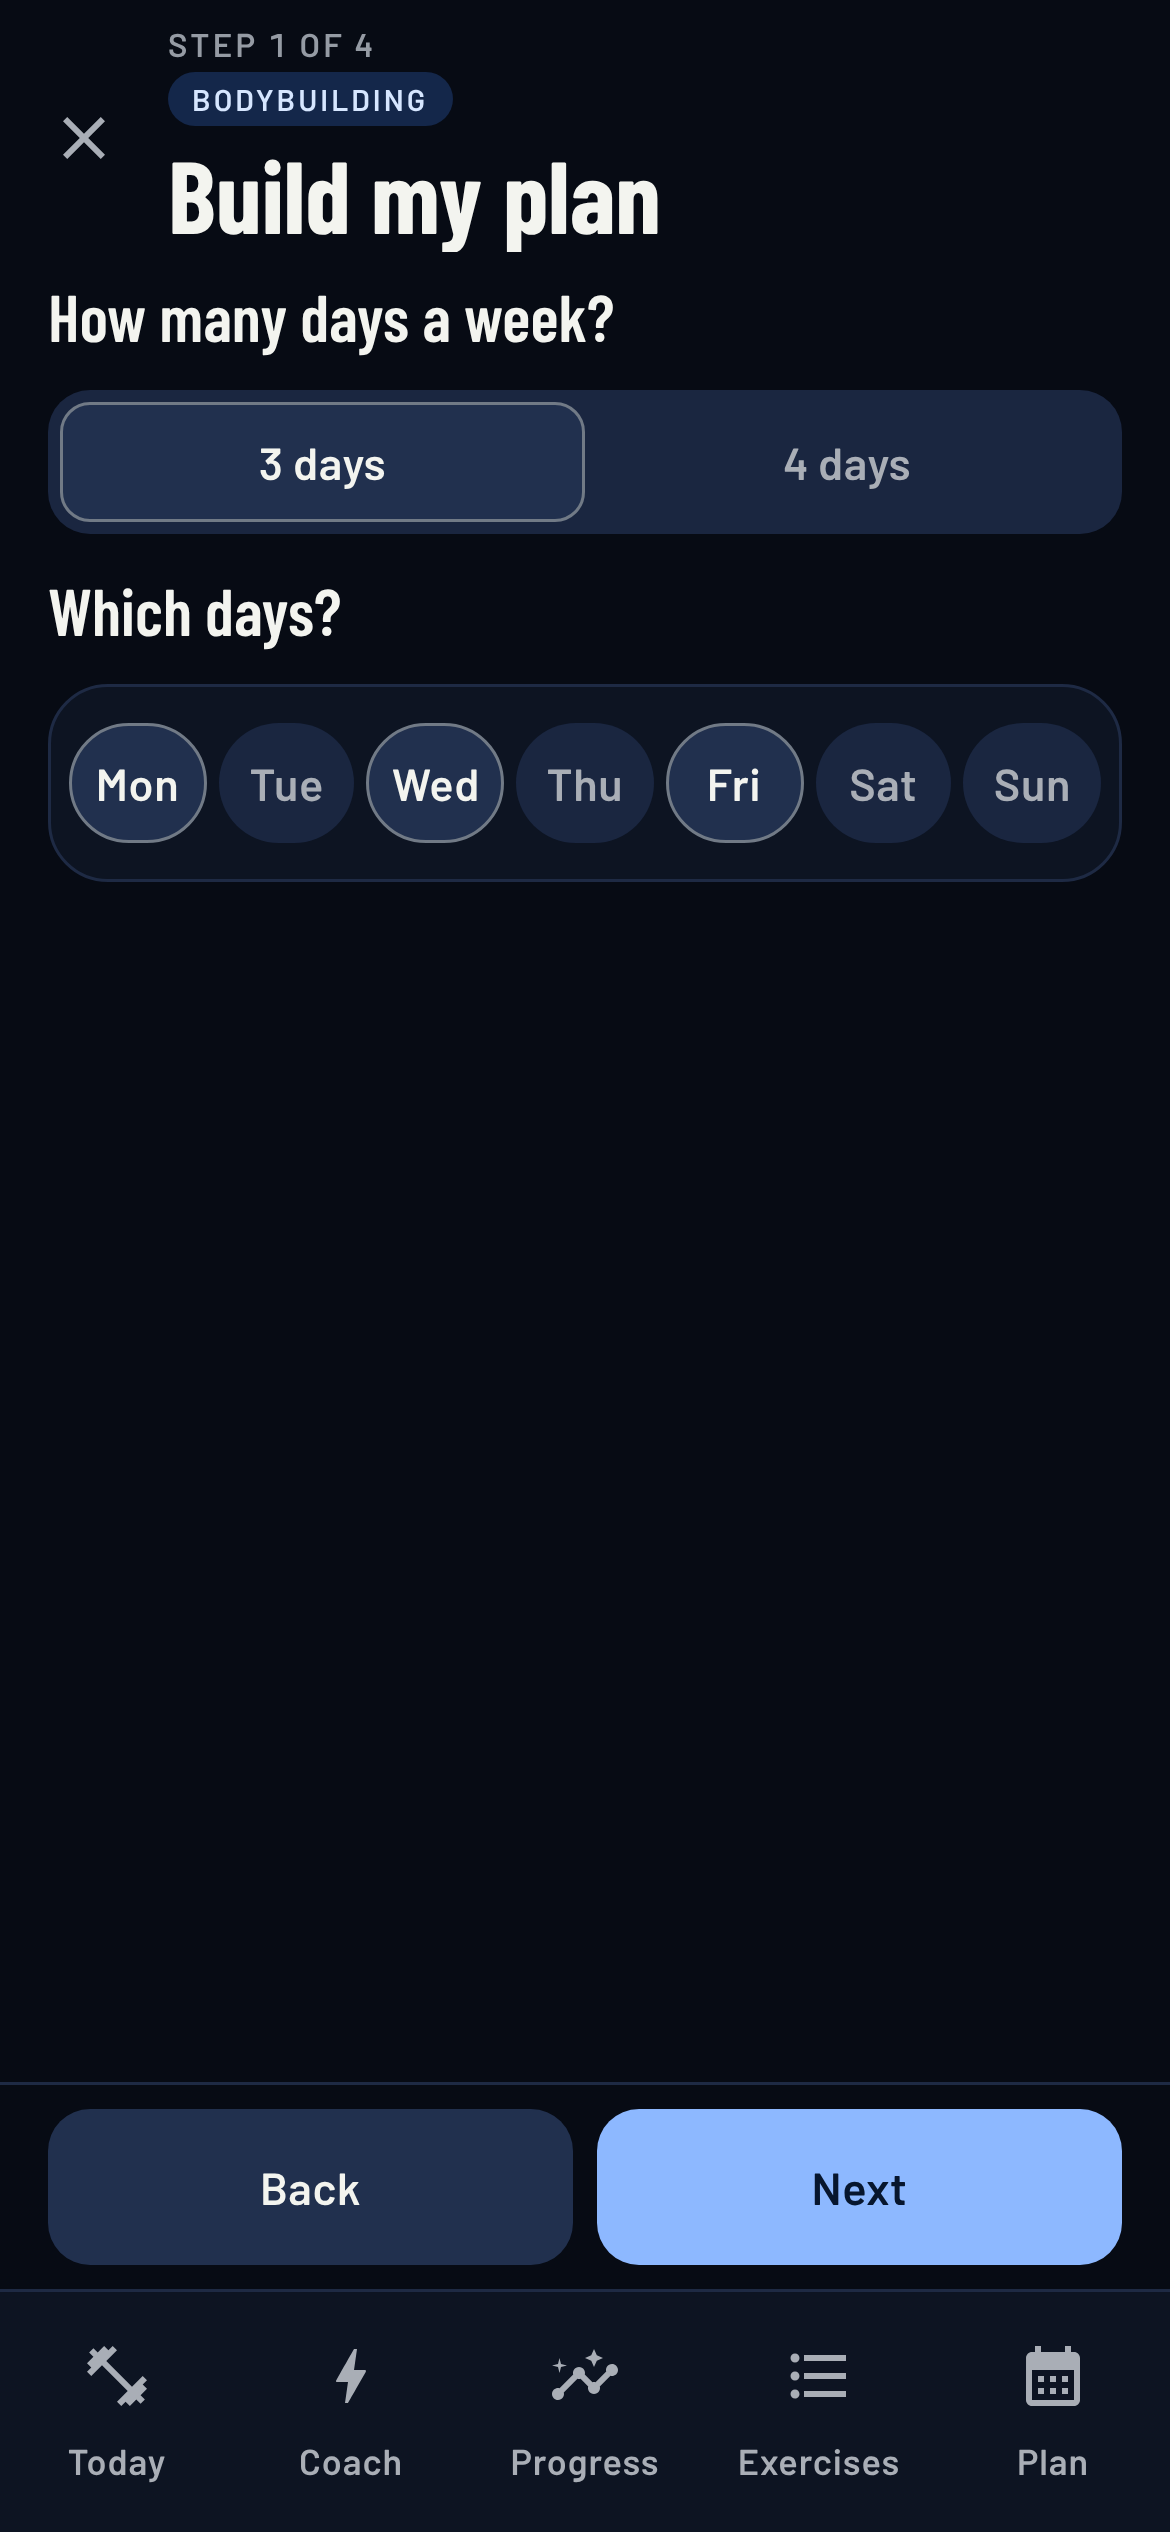 STEP 1 OF 4
BODYBUILDING
Build my plan
How many days a week?
3 days 4 days
Which days?
Mon Tue Wed Thu Fri Sat Sun
Back Next
Today Coach Progress Exercises Plan